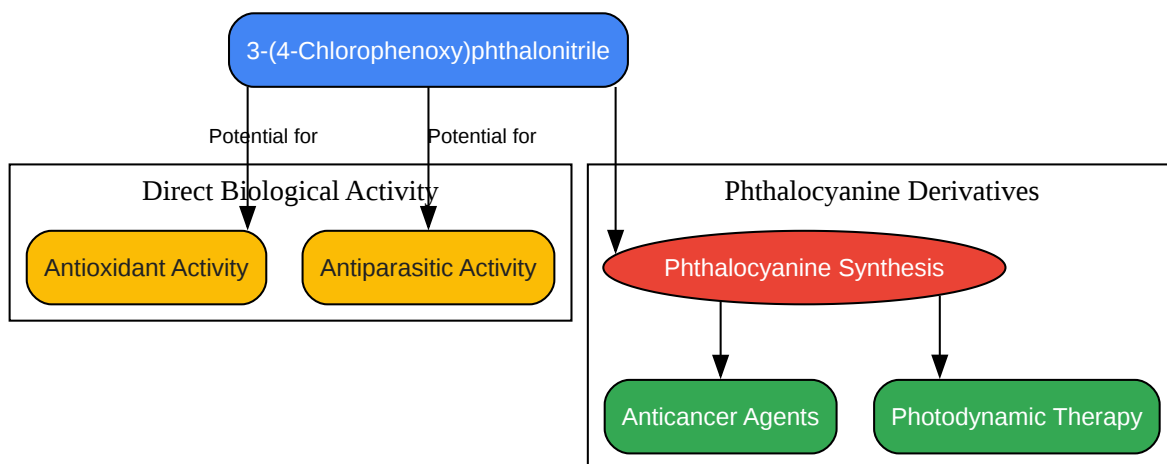 3-(4-Chlorophenoxy)phthalonitrile
Potential for
Potential for
Direct Biological Activity
Phthalocyanine Derivatives
Antioxidant Activity
Antiparasitic Activity
Phthalocyanine Synthesis
Anticancer Agents
Photodynamic Therapy